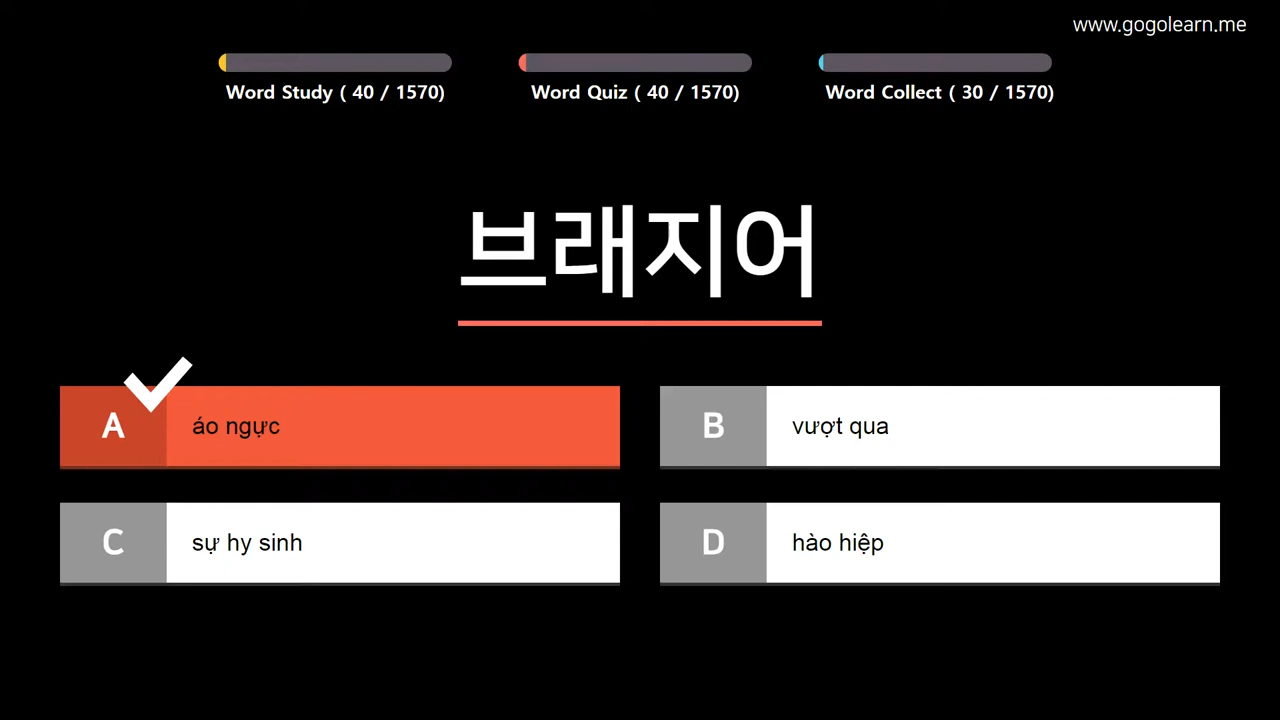 www.gogolearn.me
Word Study ( 40 / 1570)
Word Quiz ( 40 / 1570)
Word Collect ( 30 / 1570)
브래지어
A áo ngực
B vượt qua
C sự hy sinh
D hào hiệp